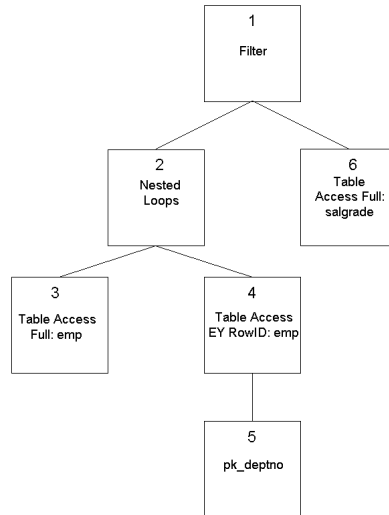 1
Filter
2
Nested
Loops
6
Table
Access Full:
salgrade
3
Table Access
Full: emp
4
Table Access
EY RowID: emp
5
pk_deptno